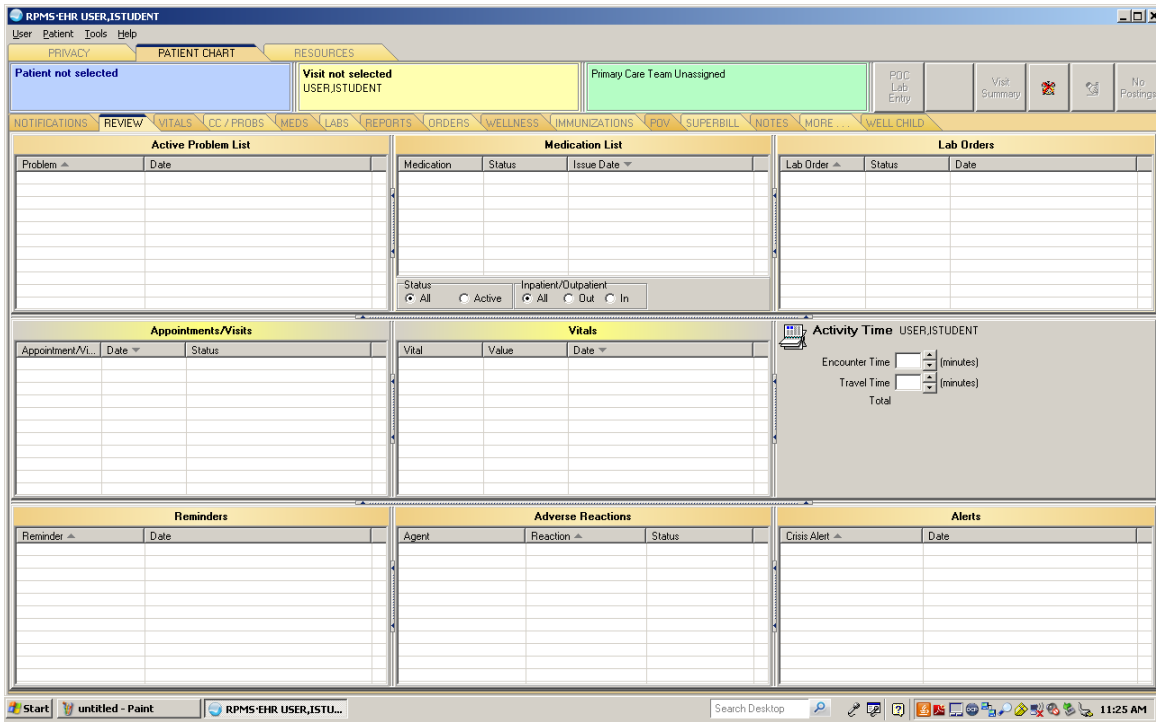 RPMS-EHR USER,ISTUDENT
User Patient Tools Help
PRIVACY PATIENT CHART RESOURCES
Patient not selected
Visit not selected
USER,ISTUDENT
Primary Care Team Unassigned
POC
Lab
Entry
Visit
Summary
No
Postings
NOTIFICATIONS REVIEW VITALS CC / PROBS MEDS LABS REPORTS ORDERS WELLNESS IMMUNIZATIONS POV SUPERBILL NOTES MORE . . . WELL CHILD
Active Problem List
Problem Date
Medication List
Medication Status Issue Date
Status
All Active
Inpatient/Outpatient
All Out In
Lab Orders
Lab Order Status Date
Appointments/Visits
Appointment/Vi... Date Status
Vitals
Vital Value Date
Activity Time USER,ISTUDENT
Encounter Time (minutes)
Travel Time (minutes)
Total
Reminders
Reminder Date
Adverse Reactions
Agent Reaction Status
Alerts
Crisis Alert Date
Start untitled - Paint RPMS-EHR USER,ISTU... Search Desktop 11:25 AM